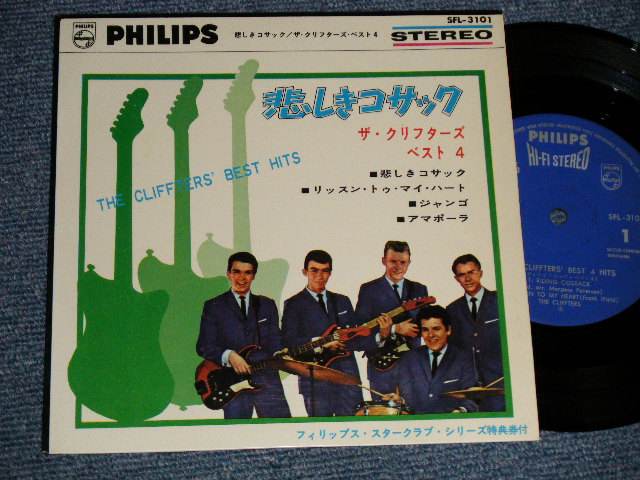 PHILIPS
悲しきコサック/ザ・クリフターズ・ベスト4
SFL-3101
STEREO
悲しきコサック
ザ・クリフターズ
ベスト 4
THE CLIFFTERS' BEST HITS
■悲しきコサック
■リッスン・トゥ・マイ・ハート
■ジャンゴ
■アマポーラ
フィリップス・スタークラブ・シリーズ特典券付
PHILIPS
HI-FI STEREO
SFL-310
1
CLIFFTERS' BEST 4 HITS
1. RIDING COSSACK
EN TO MY HEART (Frank Ifield)
THE CLIFFTERS